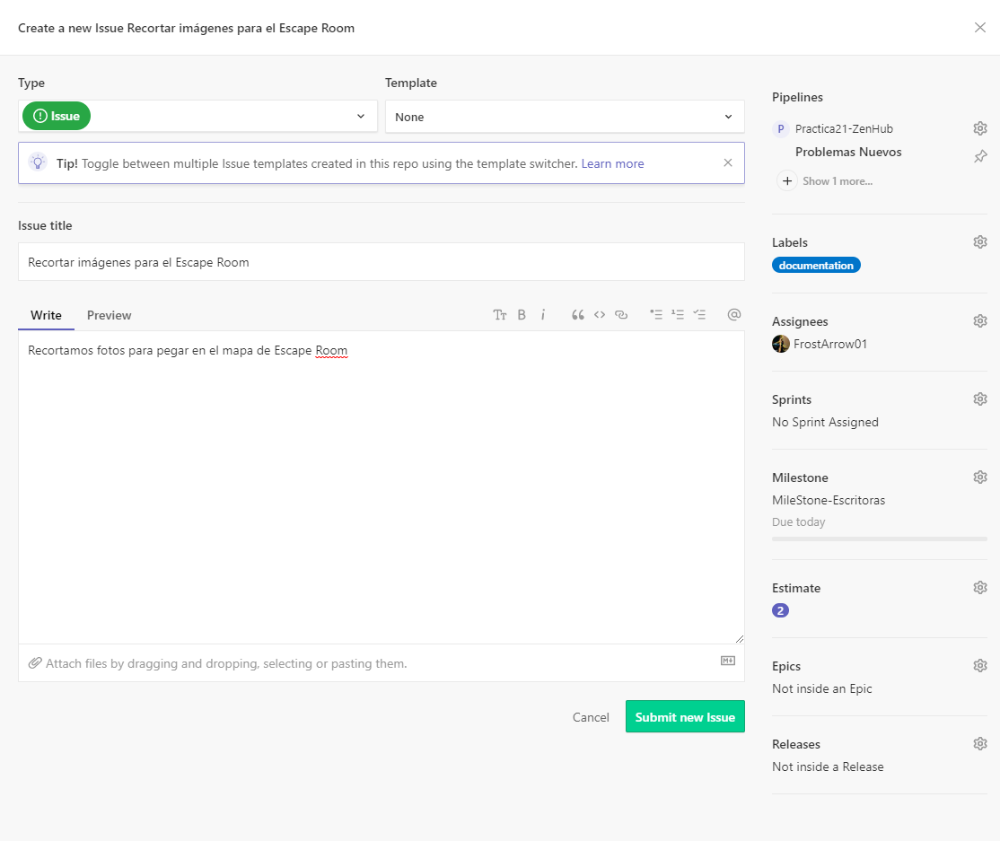 Create a new Issue Recortar imágenes para el Escape Room
Type
Issue
Template
None
Tip! Toggle between multiple Issue templates created in this repo using the template switcher. Learn more
Issue title
Recortar imágenes para el Escape Room
Write Preview
Recortamos fotos para pegar en el mapa de Escape Room
Attach files by dragging and dropping, selecting or pasting them.
Cancel Submit new Issue
Pipelines
P Practica21-ZenHub
Problemas Nuevos
Show 1 more...
Labels
documentation
Assignees
FrostArrow01
Sprints
No Sprint Assigned
Milestone
MileStone-Escritoras
Due today
Estimate
2
Epics
Not inside an Epic
Releases
Not inside a Release